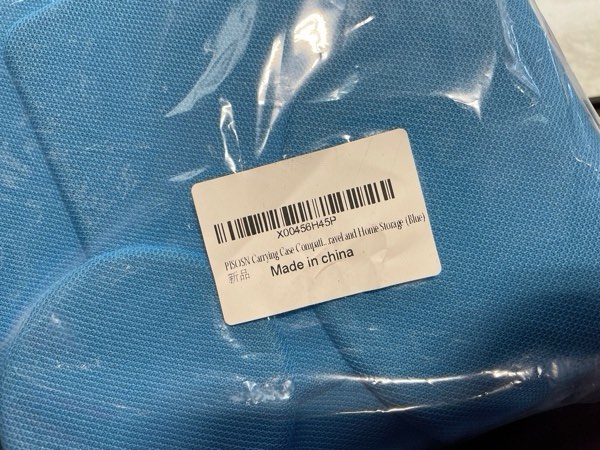 X00456H45P
PISOSN Carrying Case Compati...ravel and Home Storage (Blue)
新品
Made in china